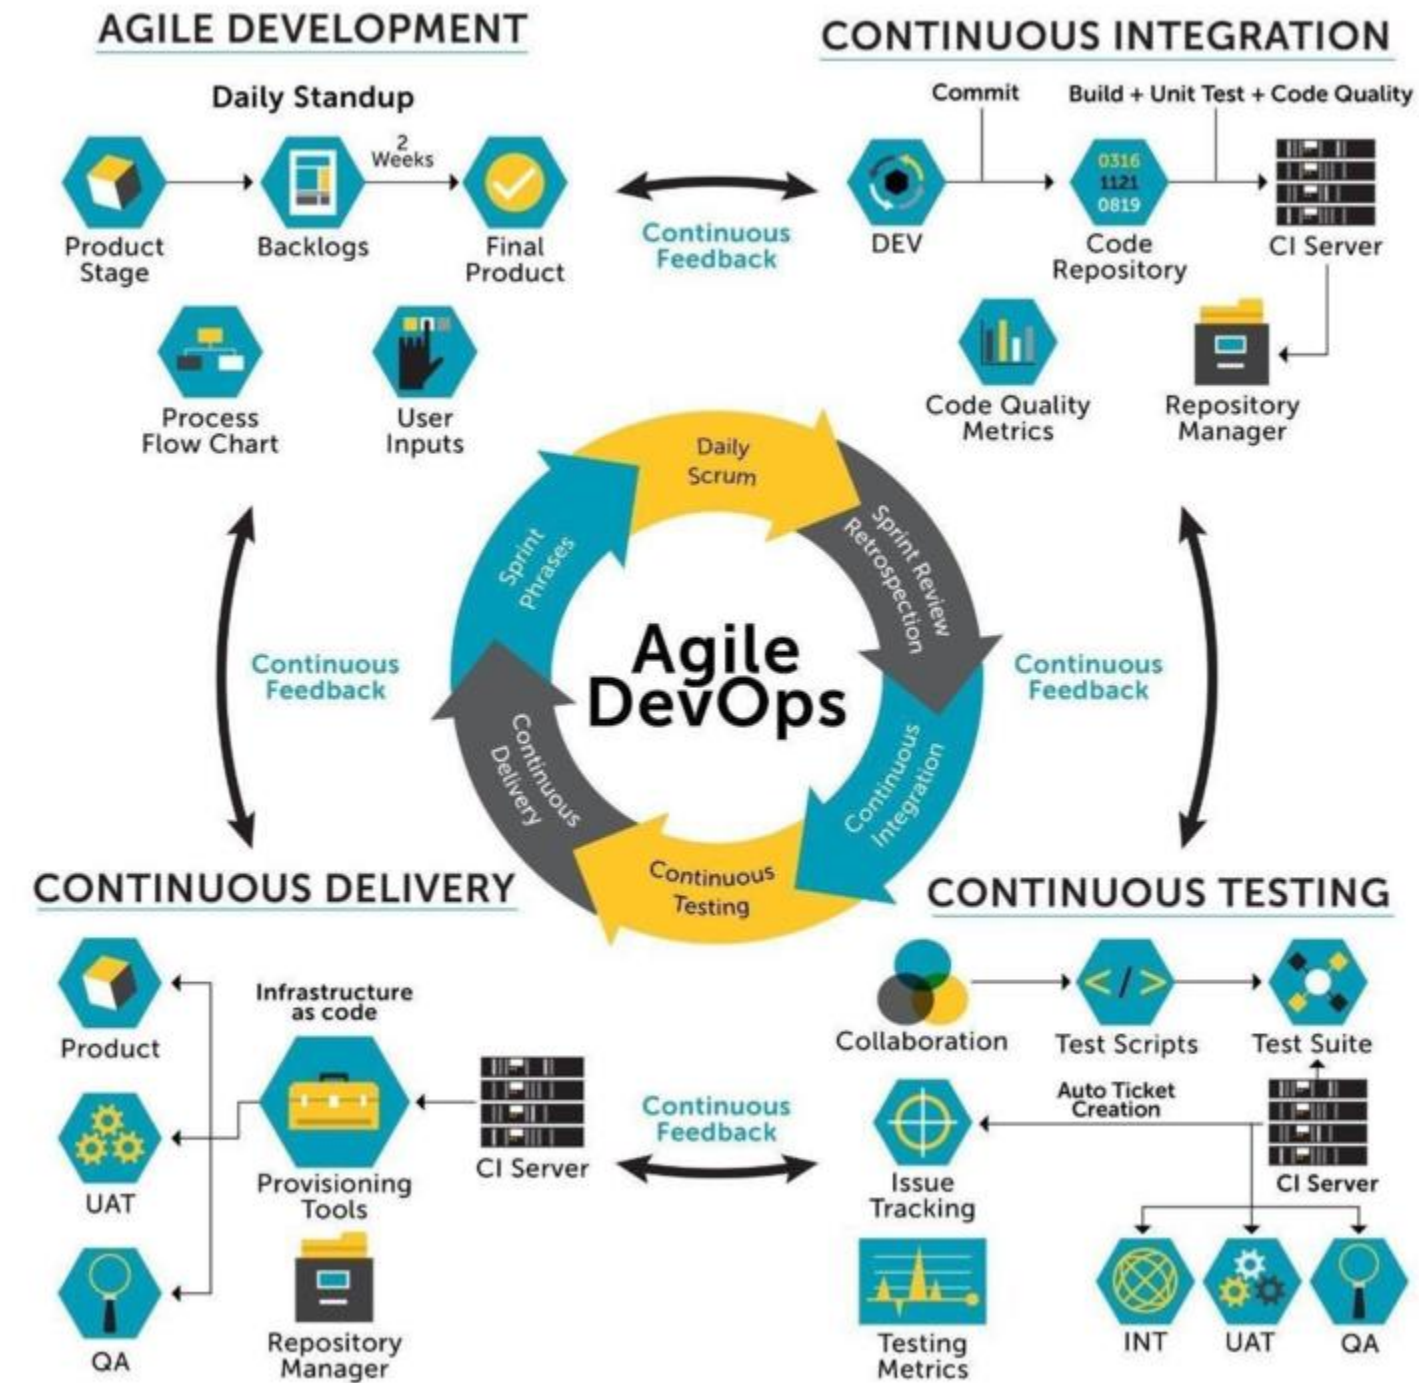 AGILE DEVELOPMENT
Daily Standup
2
Weeks
Product
Stage
Backlogs
Final
Product
Process
Flow Chart
User
Inputs
Continuous
Feedback
CONTINUOUS INTEGRATION
Commit
Build + Unit Test + Code Quality
0316
1121
0819
DEV
Code
Repository
CI Server
Code Quality
Metrics
Repository
Manager
Daily
Scrum
Sprint Review
Retrospection
Continuous
Integration
Continuous
Testing
Continuous
Delivery
Sprint
Phrases
Agile
DevOps
Continuous
Feedback
Continuous
Feedback
CONTINUOUS DELIVERY
Product
Infrastructure
as code
UAT
Provisioning
Tools
CI Server
QA
Repository
Manager
Continuous
Feedback
CONTINUOUS TESTING
Collaboration
</>
Test Scripts
Test Suite
Auto Ticket
Creation
Issue
Tracking
CI Server
Testing
Metrics
INT
UAT
QA